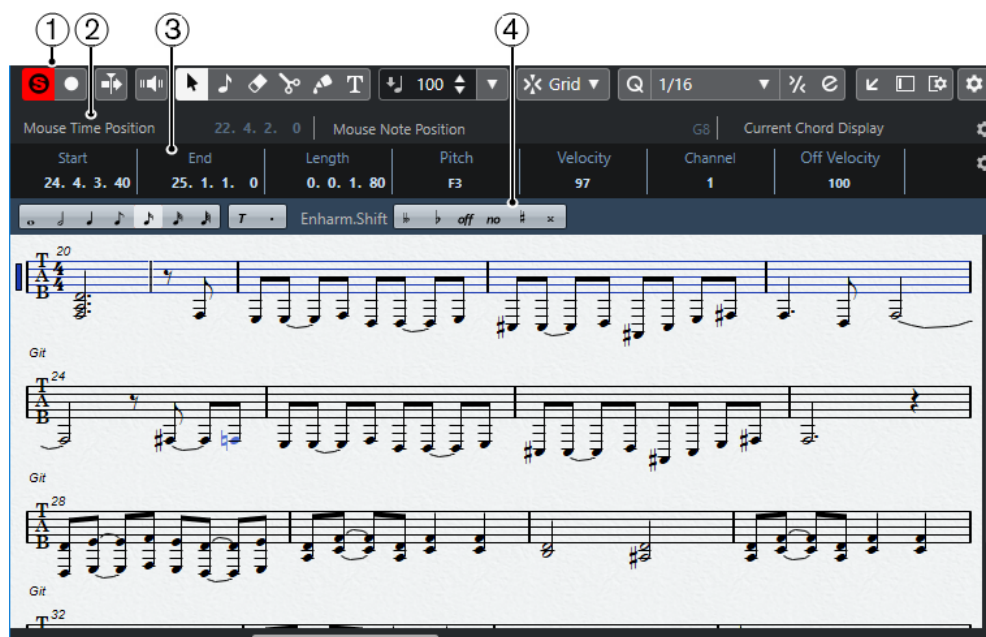 1 2 3 4
S 100 Grid Q 1/16 e
Mouse Time Position 22. 4. 2. 0 Mouse Note Position G8 Current Chord Display
Start End Length Pitch Velocity Channel Off Velocity
24. 4. 3. 40 25. 1. 1. 0 0. 0. 1. 80 F3 97 1 100
T . Enharm.Shift off no
20
T A B 4 4
Git
24
T A B
Git
28
T A B
Git
32
T